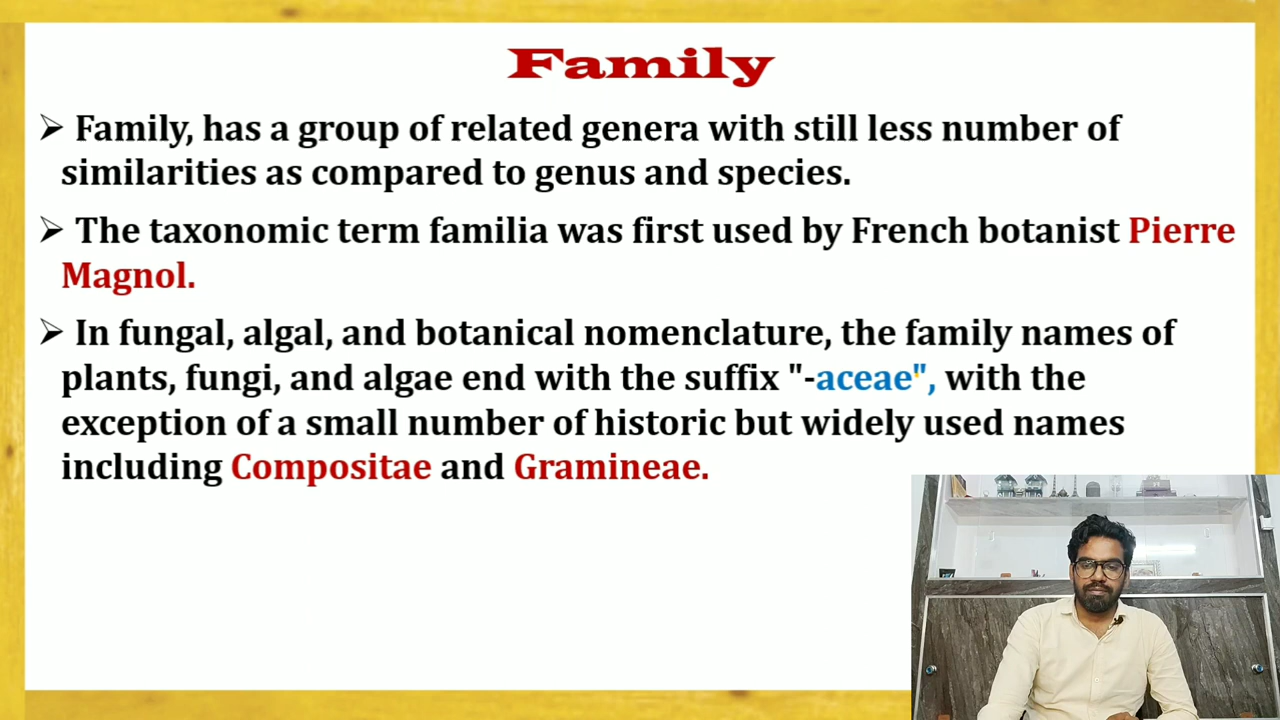 Family
➢ Family, has a group of related genera with still less number of
similarities as compared to genus and species.
➢ The taxonomic term familia was first used by French botanist Pierre
Magnol.
➢ In fungal, algal, and botanical nomenclature, the family names of
plants, fungi, and algae end with the suffix "-aceae", with the
exception of a small number of historic but widely used names
including Compositae and Gramineae.